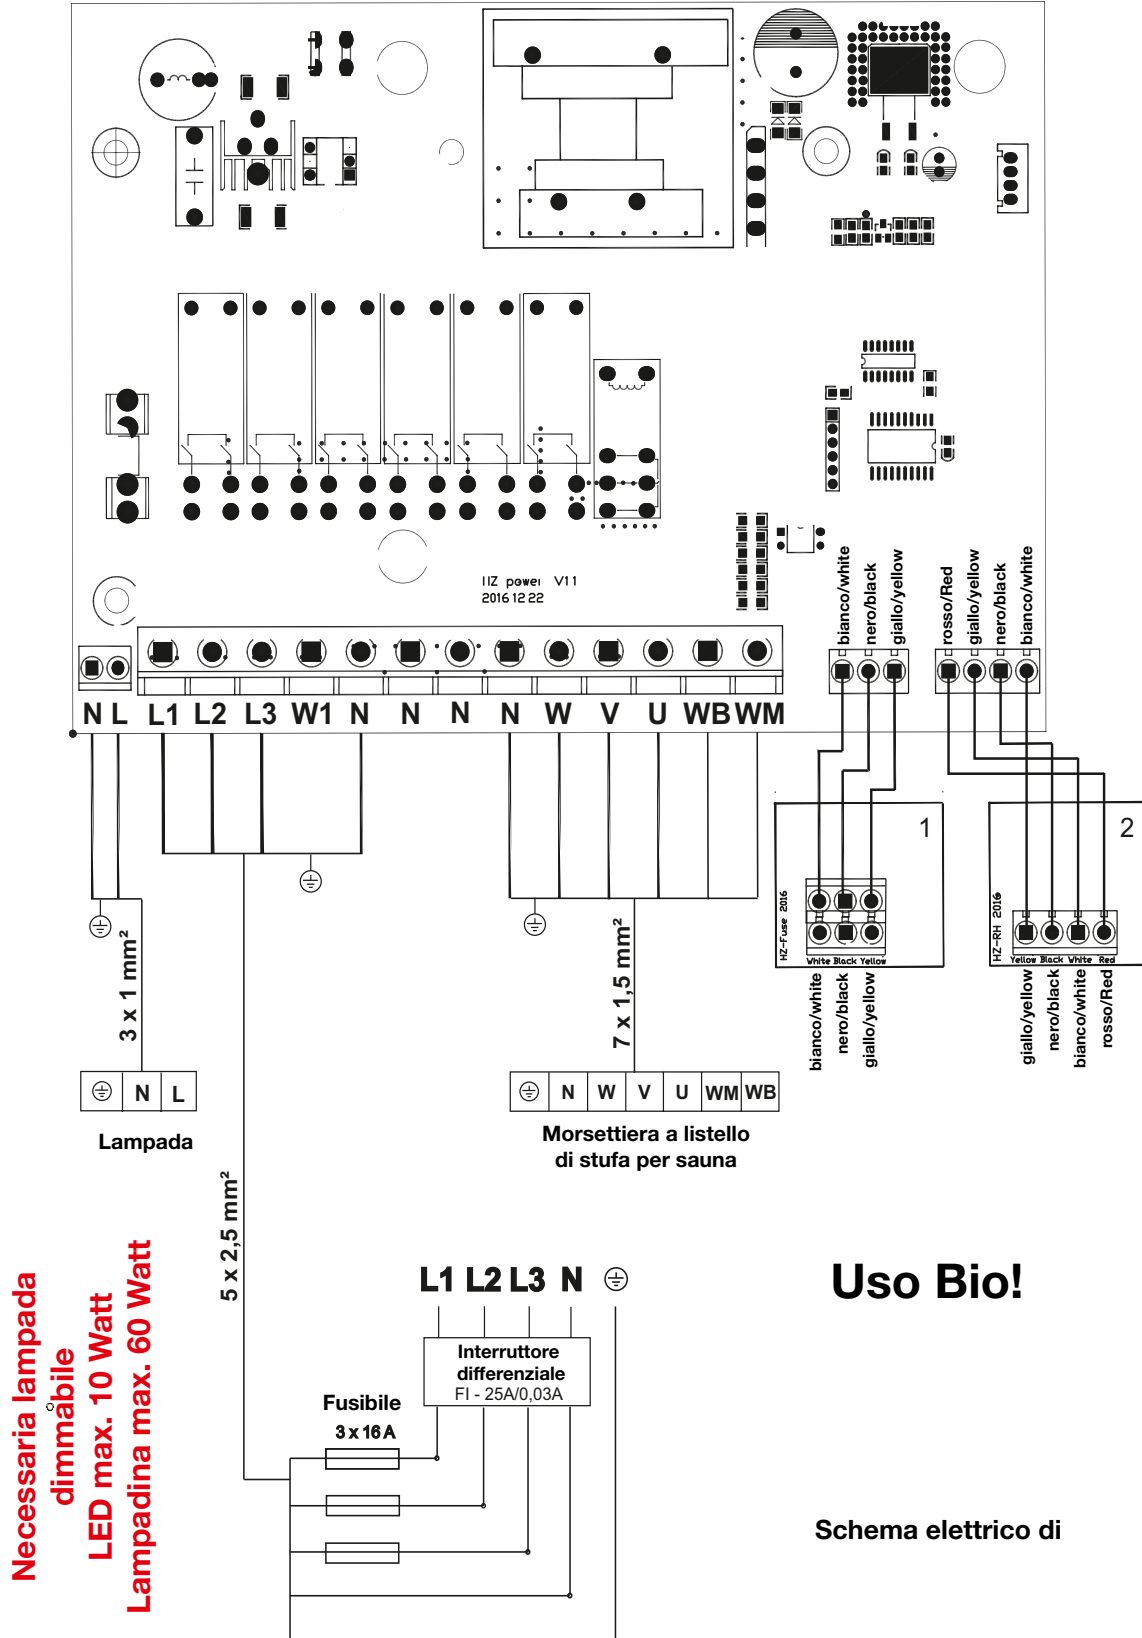 IIZ power V1 1
2016 12 22
bianco/white
nero/black
giallo/yellow
rosso/Red
giallo/yellow
nero/black
bianco/white
N L L1 L2 L3 W1 N N N N W V U WB WM
1
2
HZ-Fuse 2016
White Black Yellow
HZ-RH 2016
Yellow Black White Red
bianco/white
nero/black
giallo/yellow
giallo/yellow
nero/black
bianco/white
rosso/Red
3 x 1 mm²
7 x 1,5 mm²
N L
Lampada
N W V U WM WB
Morsettiera a listello
di stufa per sauna
5 x 2,5 mm²
L1 L2 L3 N
Interruttore
differenziale
FI - 25A/0,03A
Fusibile
3 x 16 A
Uso Bio!
Necessaria lampada
dimmabile
LED max. 10 Watt
Lampadina max. 60 Watt
Schema elettrico di